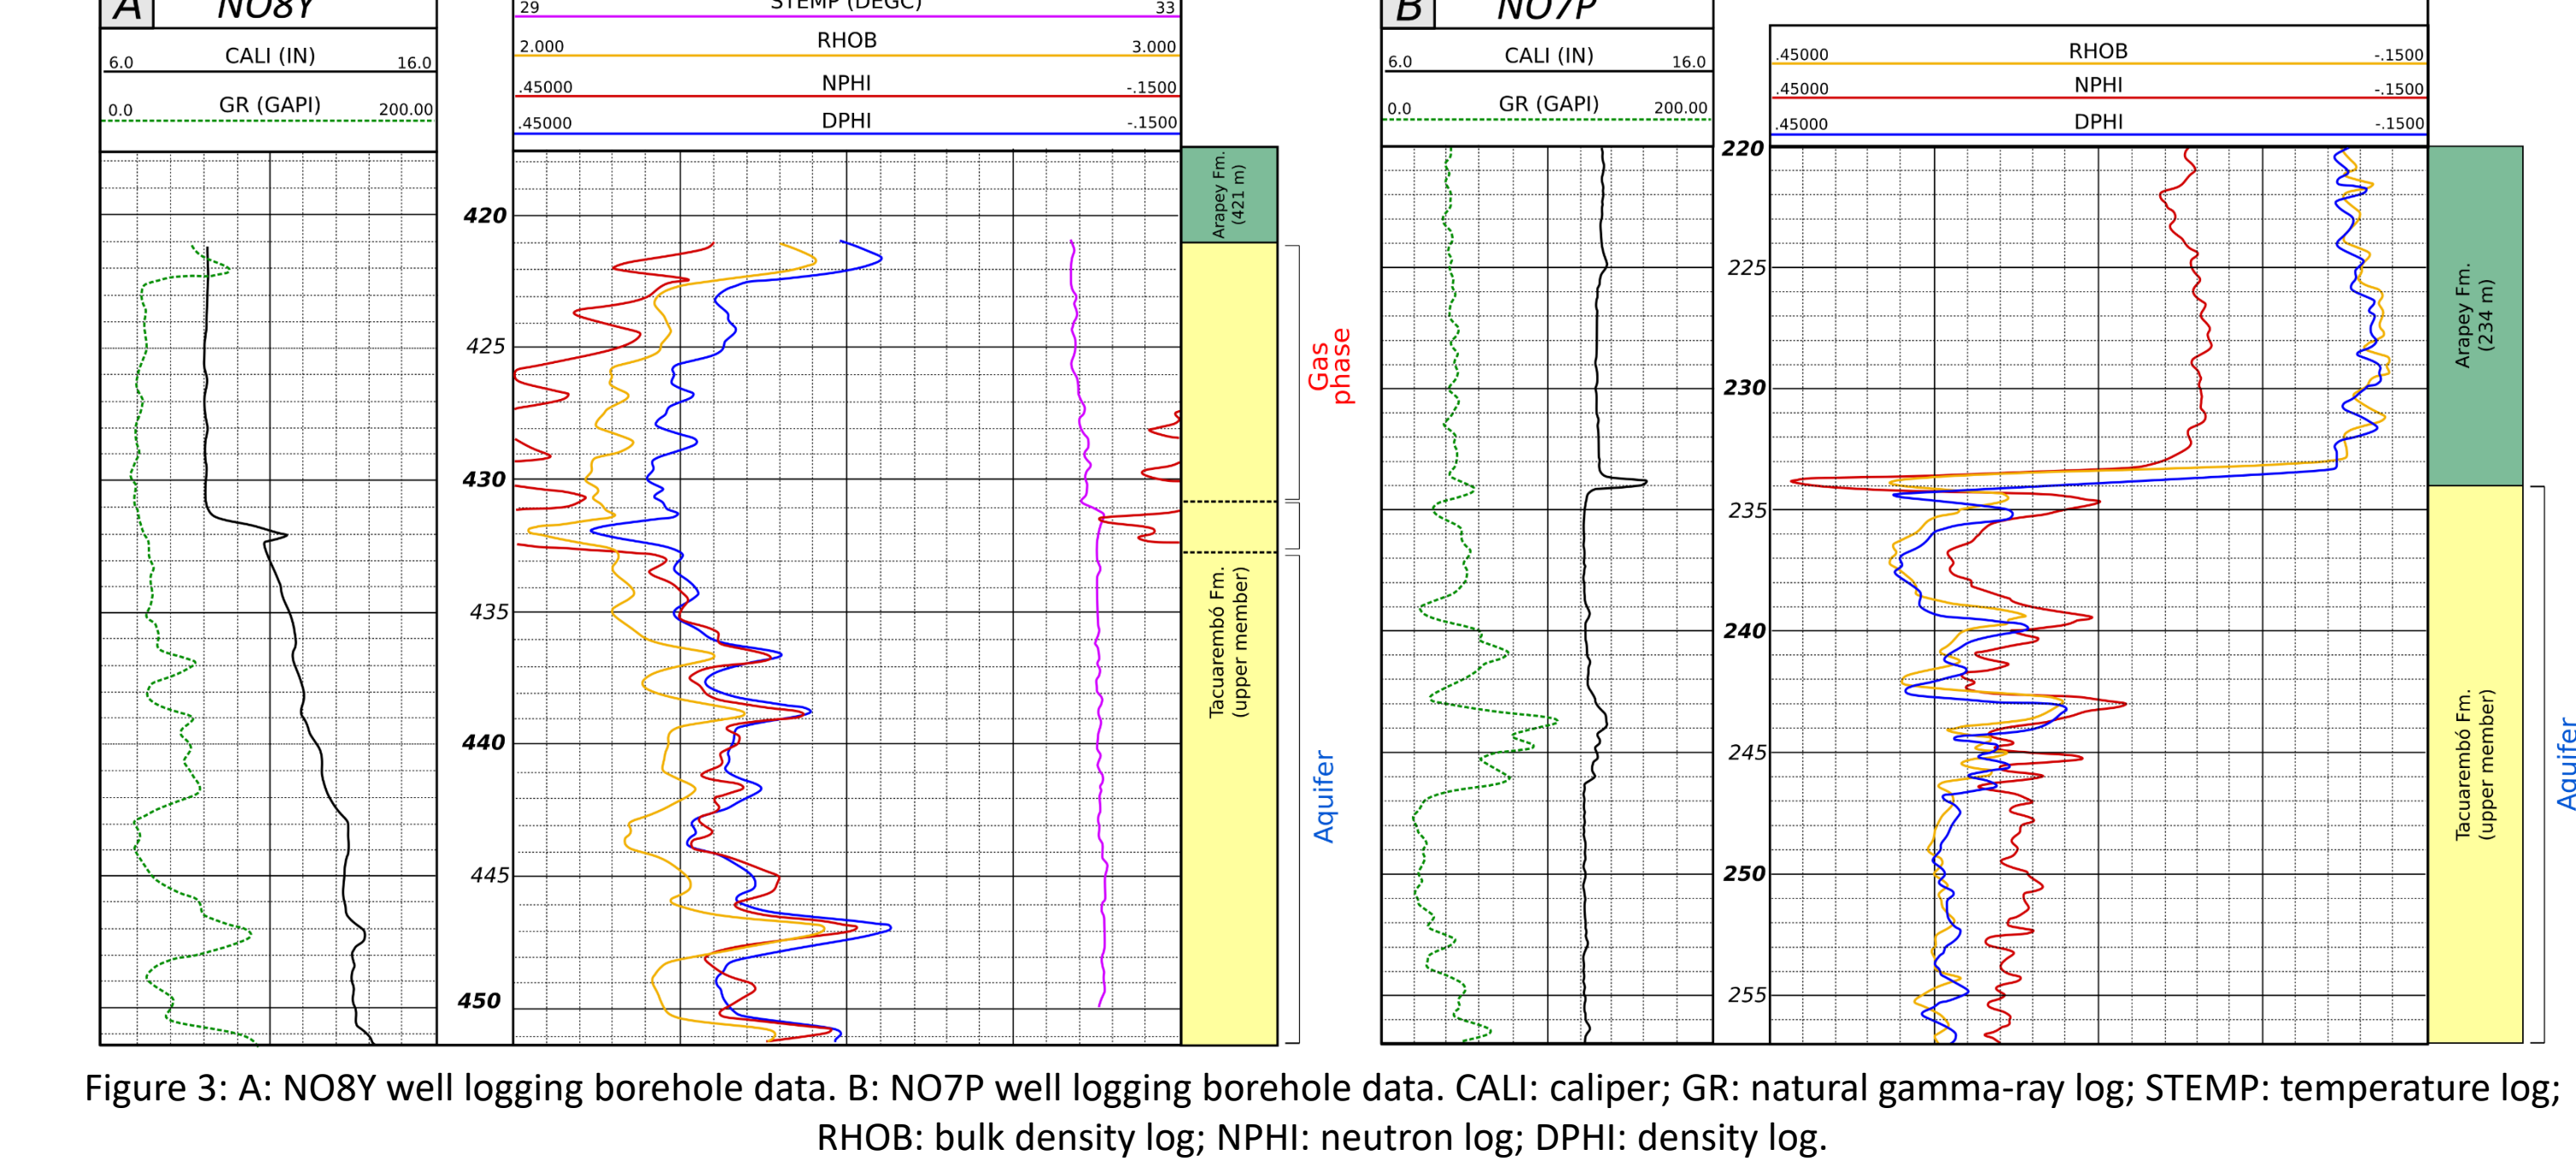 A NO8Y
CALI (IN)
6.0 16.0
GR (GAPI)
0.0 200.00
STEMP (DEGC)
29 33
RHOB
2.000 3.000
NPHI
.45000 -.1500
DPHI
.45000 -.1500
420
425
430
435
440
445
450
Arapey Fm.
(421 m)
Tacuarembó Fm.
(upper member)
Gas
phase
Aquifer
B NO7P
CALI (IN)
6.0 16.0
GR (GAPI)
0.0 200.00
RHOB
.45000 -.1500
NPHI
.45000 -.1500
DPHI
.45000 -.1500
220
225
230
235
240
245
250
255
Arapey Fm.
(234 m)
Tacuarembó Fm.
(upper member)
Aquifer
Figure 3: A: NO8Y well logging borehole data. B: NO7P well logging borehole data. CALI: caliper; GR: natural gamma-ray log; STEMP: temperature log;
RHOB: bulk density log; NPHI: neutron log; DPHI: density log.